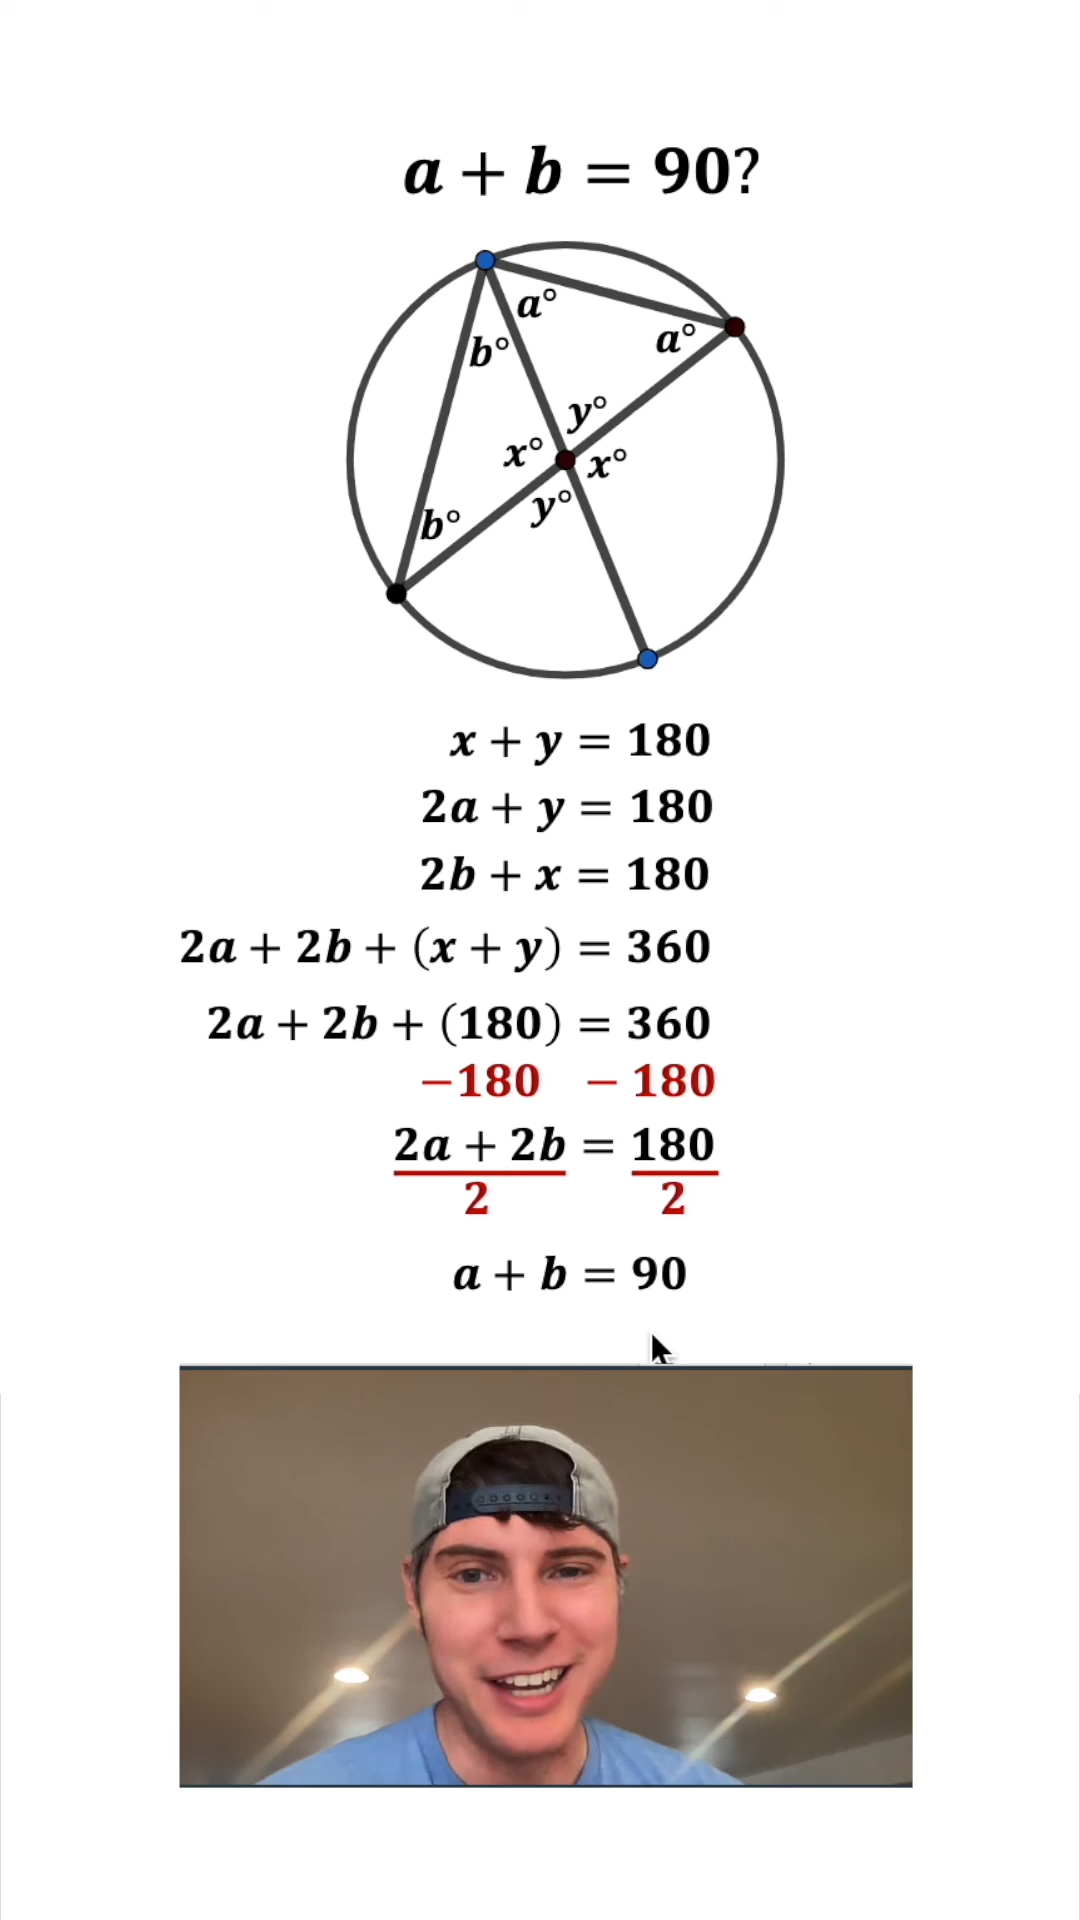 a + b = 90?
a°
a°
b°
y°
x°
x°
y°
b°
x + y = 180
2a + y = 180
2b + x = 180
2a + 2b + (x + y) = 360
2a + 2b + (180) = 360
−180 − 180
2a + 2b = 180
2 2
a + b = 90